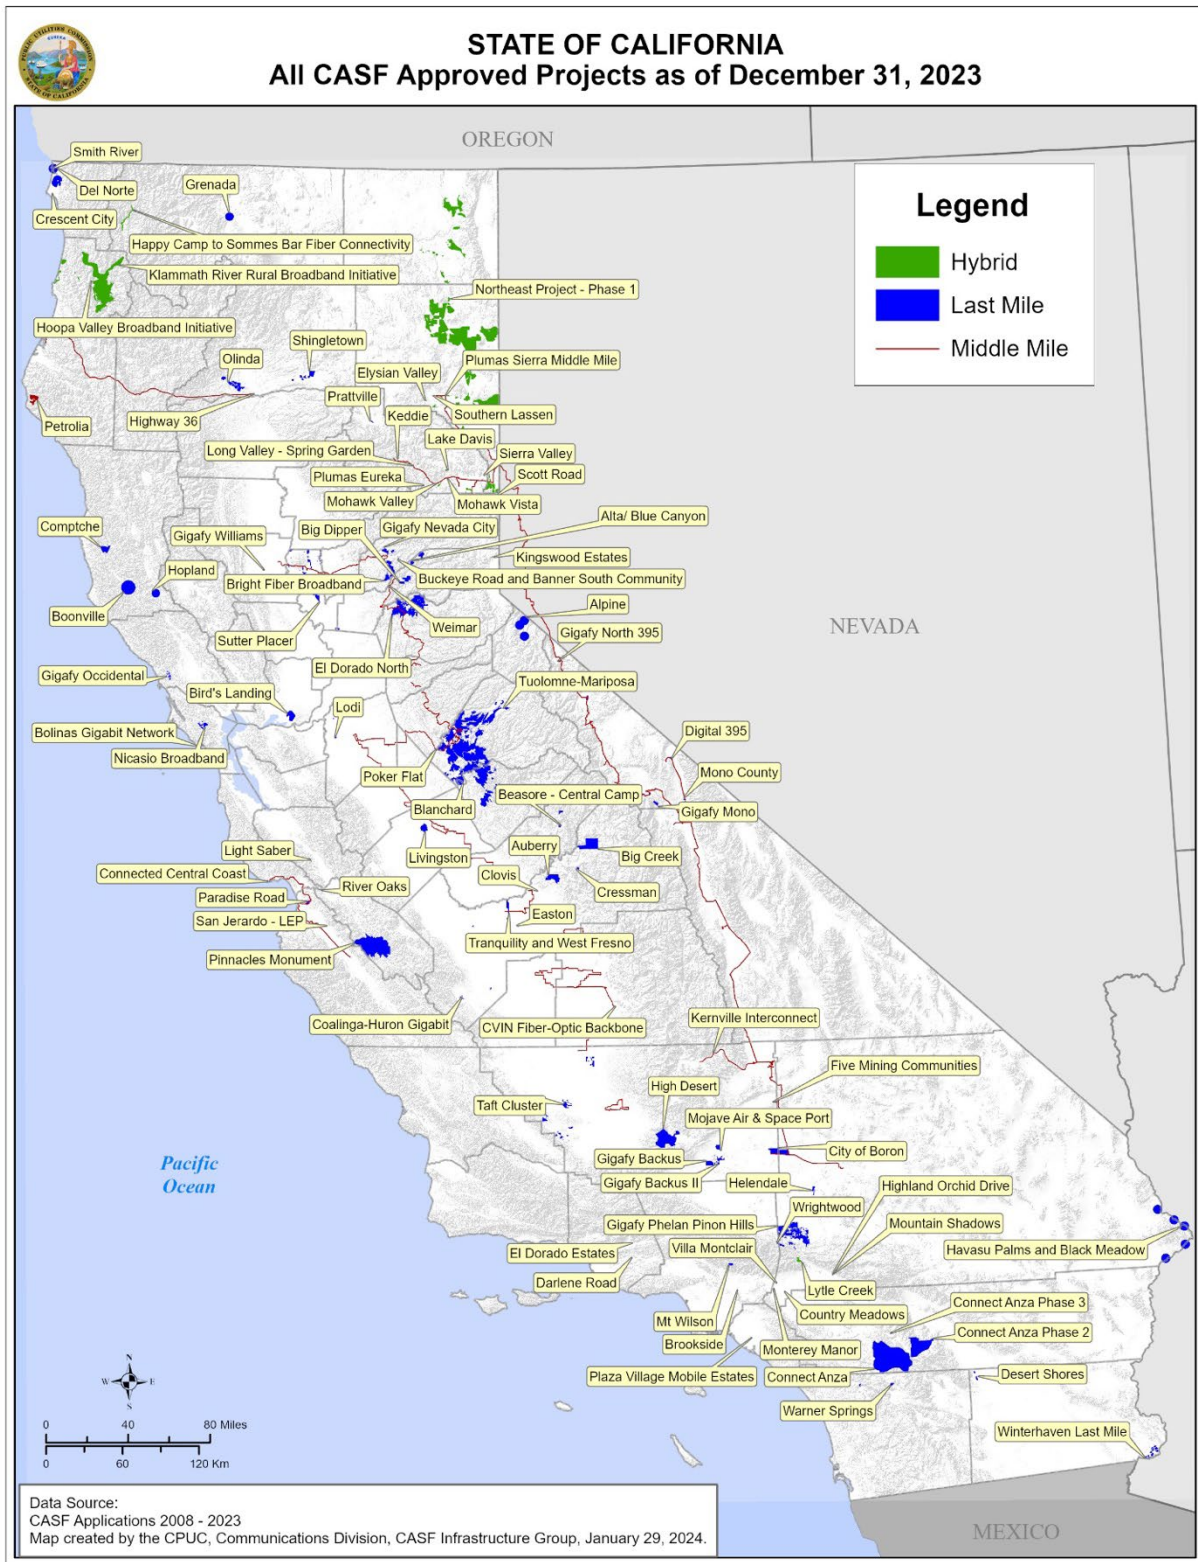 STATE OF CALIFORNIA
All CASF Approved Projects as of December 31, 2023
OREGON
Smith River
Del Norte
Grenada
Crescent City
Happy Camp to Sommes Bar Fiber Connectivity
Klammath River Rural Broadband Initiative
Northeast Project - Phase 1
Hoopa Valley Broadband Initiative
Legend
Hybrid
Last Mile
Middle Mile
Shingletown
Olinda
Plumas Sierra Middle Mile
Elysian Valley
Prattville
Highway 36
Petrolia
Keddie
Southern Lassen
Lake Davis
Long Valley - Spring Garden
Sierra Valley
Plumas Eureka
Scott Road
Mohawk Valley
Mohawk Vista
Alta/ Blue Canyon
Comptche
Big Dipper
Gigafy Nevada City
Gigafy Williams
Kingswood Estates
Hopland
Bright Fiber Broadband
Buckeye Road and Banner South Community
Boonville
Alpine
Weimar
NEVADA
Sutter Placer
Gigafy North 395
El Dorado North
Gigafy Occidental
Tuolomne-Mariposa
Bird's Landing
Lodi
Bolinas Gigabit Network
Digital 395
Nicasio Broadband
Poker Flat
Mono County
Beasore - Central Camp
Blanchard
Gigafy Mono
Light Saber
Livingston
Auberry
Big Creek
Connected Central Coast
Clovis
Cressman
River Oaks
Paradise Road
San Jerardo - LEP
Easton
Tranquility and West Fresno
Pinnacles Monument
Coalinga-Huron Gigabit
CVIN Fiber-Optic Backbone
Kernville Interconnect
Five Mining Communities
High Desert
Taft Cluster
Mojave Air & Space Port
City of Boron
Pacific
Ocean
Gigafy Backus
Gigafy Backus II
Helendale
Highland Orchid Drive
Wrightwood
Gigafy Phelan Pinon Hills
Mountain Shadows
Villa Montclair
El Dorado Estates
Havasu Palms and Black Meadow
Darlene Road
Lytle Creek
Mt Wilson
Country Meadows
Connect Anza Phase 3
Brookside
Monterey Manor
Connect Anza Phase 2
Plaza Village Mobile Estates
Connect Anza
Desert Shores
Warner Springs
Winterhaven Last Mile
N
W E
S
0 40 80 Miles
0 60 120 Km
Data Source:
CASF Applications 2008 - 2023
Map created by the CPUC, Communications Division, CASF Infrastructure Group, January 29, 2024.
MEXICO